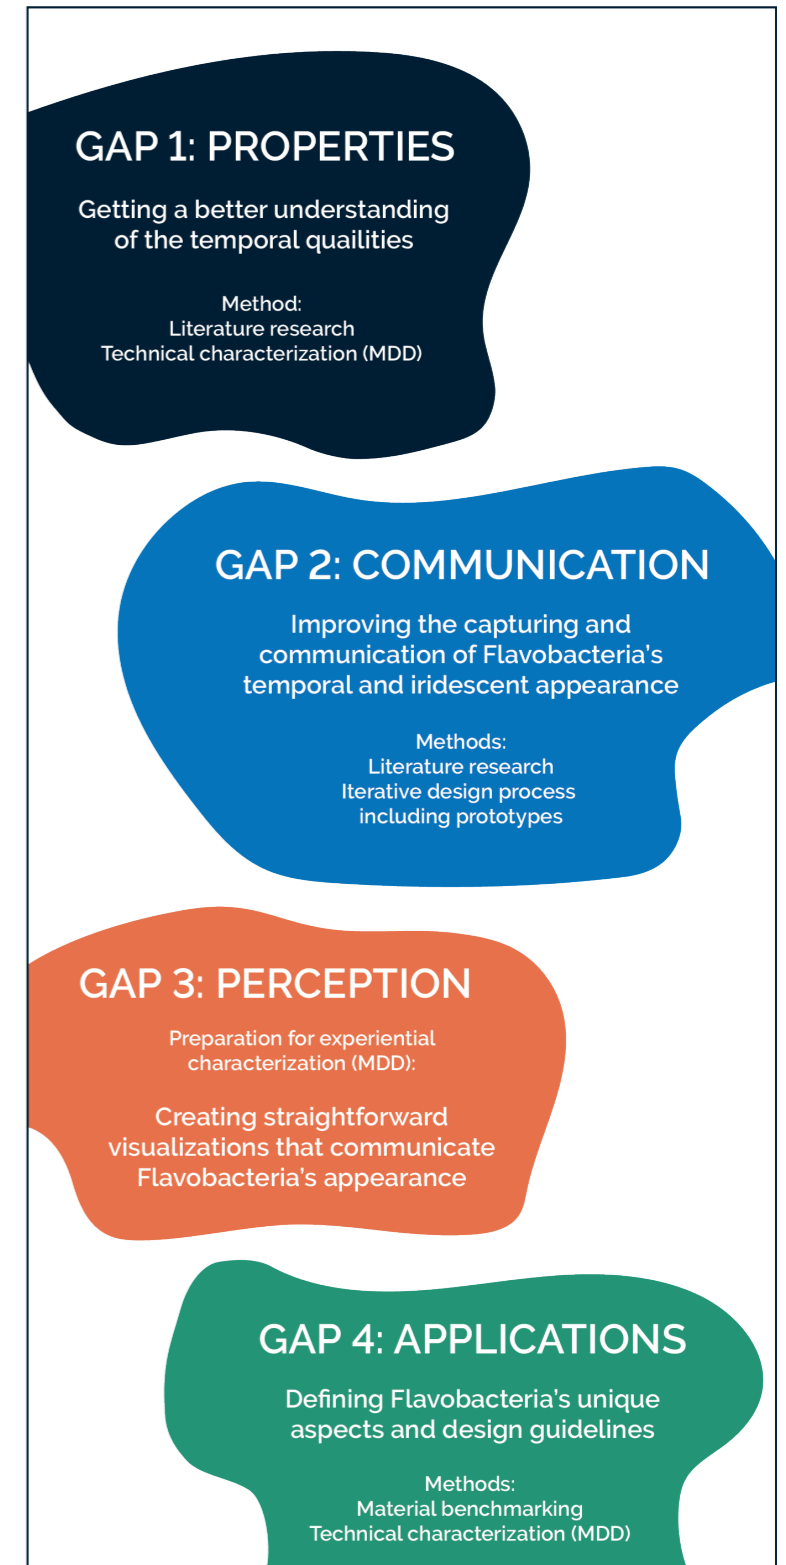 GAP 1: PROPERTIES
Getting a better understanding
of the temporal quailities
Method:
Literature research
Technical characterization (MDD)
GAP 2: COMMUNICATION
Improving the capturing and
communication of Flavobacteria’s
temporal and iridescent appearance
Methods:
Literature research
Iterative design process
including prototypes
GAP 3: PERCEPTION
Preparation for experiential
characterization (MDD):
Creating straightforward
visualizations that communicate
Flavobacteria’s appearance
GAP 4: APPLICATIONS
Defining Flavobacteria’s unique
aspects and design guidelines
Methods:
Material benchmarking
Technical characterization (MDD)